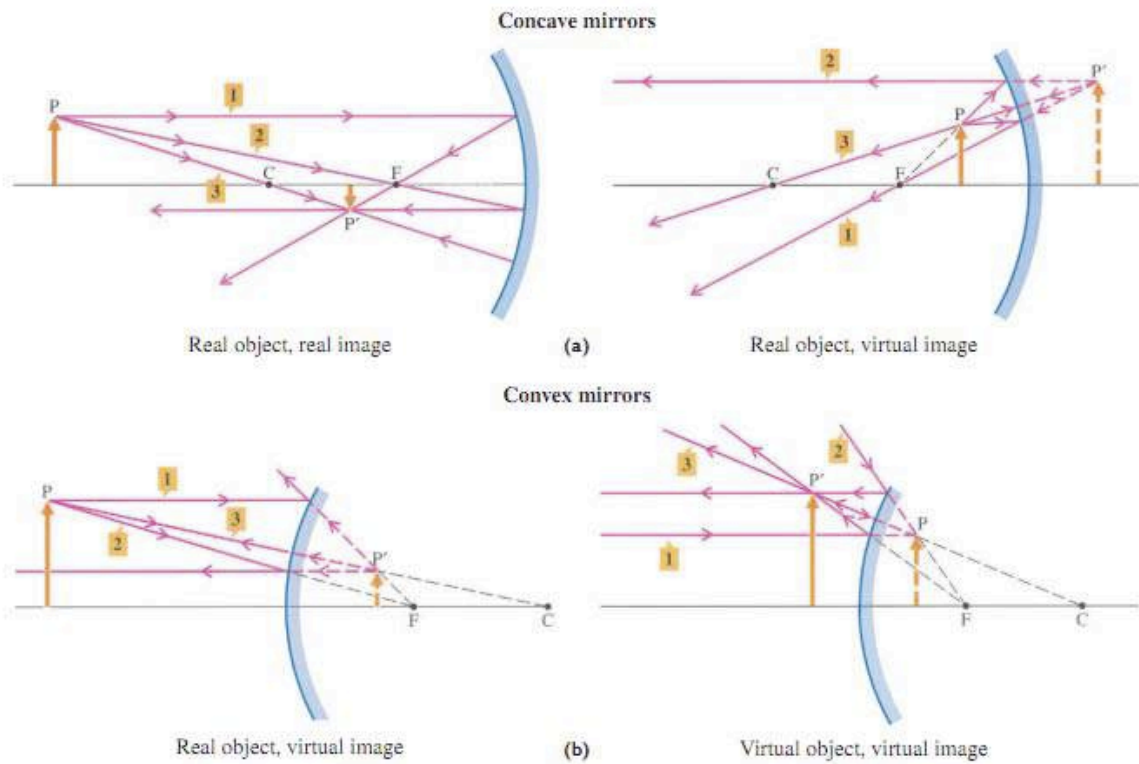 Concave mirrors
P
1
2
3
C
F
P′
2
P′
P
3
C
F
1
Real object, real image
(a)
Real object, virtual image
Convex mirrors
P
1
3
2
P′
F
C
3
2
P′
P
1
F
C
Real object, virtual image
(b)
Virtual object, virtual image